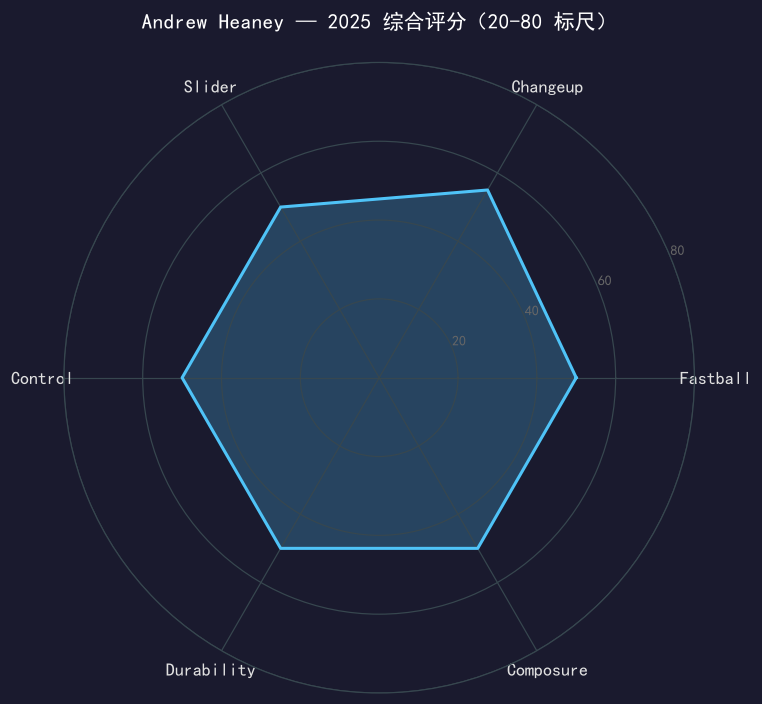 Andrew Heaney — 2025 综合评分（20-80 标尺）
Slider
Changeup
80
60
40
20
Control
Fastball
Durability
Composure